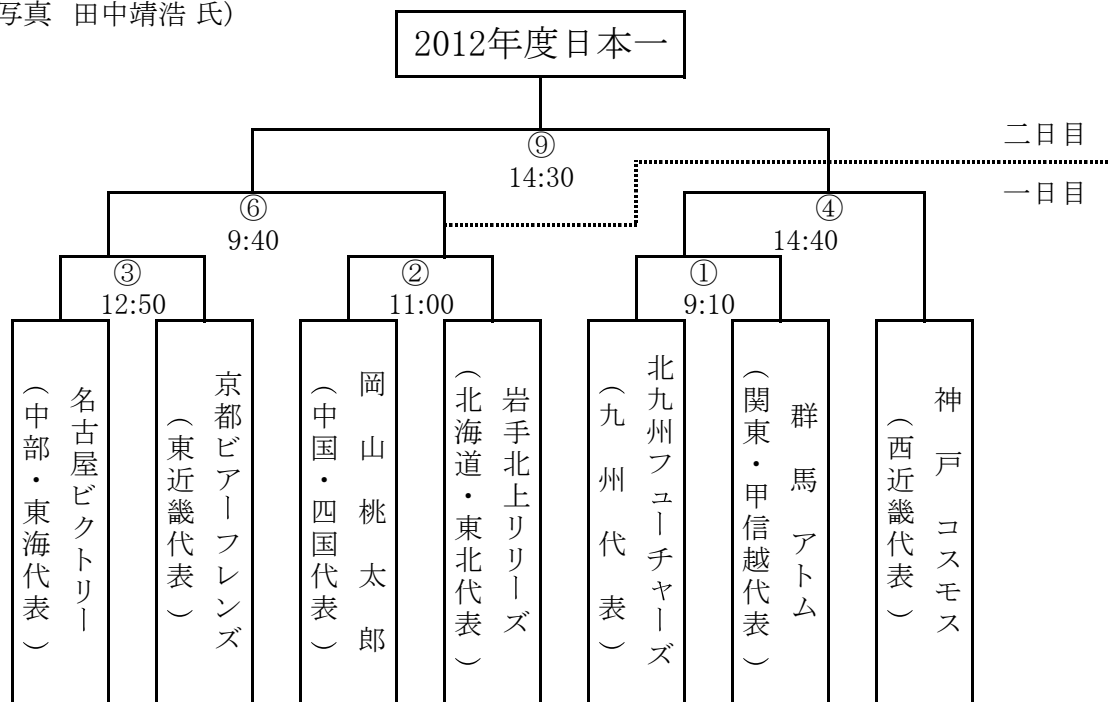 写真 田中靖浩 氏)
2012年度日本一
二日目
⑨
14:30
一日目
⑥
9:40
④
14:40
③
12:50
②
11:00
①
9:10
名古屋ビクトリー
(中部・東海代表)
京都ビアーフレンズ
(東近畿代表)
岡山桃太郎
(中国・四国代表)
岩手北上リリーズ
(北海道・東北代表)
北九州フューチャーズ
(九州代表)
群馬アトム
(関東・甲信越代表)
神戸コスモス
(西近畿代表)